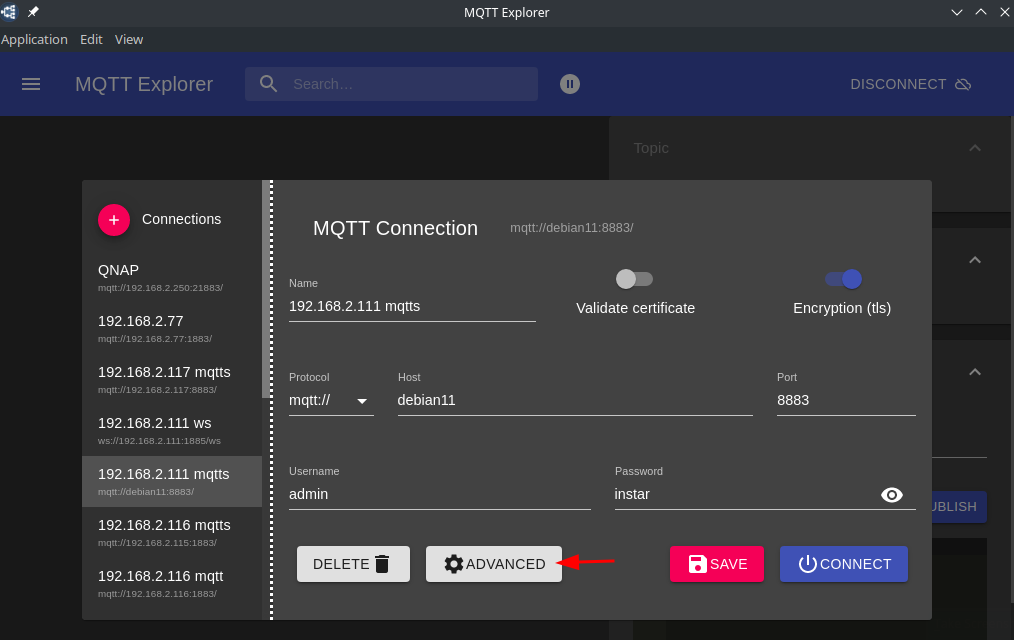 MQTT Explorer
Application Edit View
MQTT Explorer
Search...
DISCONNECT
Topic
Connections
QNAP
mqtt://192.168.2.250:21883/
192.168.2.77
mqtt://192.168.2.77:1883/
192.168.2.117 mqtts
mqtt://192.168.2.117:8883/
192.168.2.111 ws
ws://192.168.2.111:1885/ws
192.168.2.111 mqtts
mqtt://debian11:8883/
192.168.2.116 mqtts
mqtt://192.168.2.115:1883/
192.168.2.116 mqtt
mqtt://192.168.2.116:1883/
MQTT Connection mqtt://debian11:8883/
Name
192.168.2.111 mqtts
Validate certificate
Encryption (tls)
Protocol Host Port
mqtt:// debian11 8883
Username Password
admin instar
UBLISH
DELETE ADVANCED SAVE CONNECT